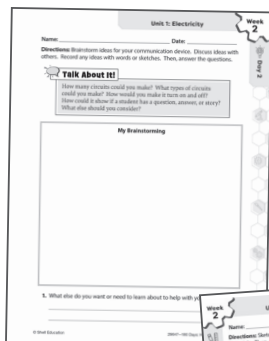 Unit 1: Electricity
Week
2
Day 2
Name:
Date:
Directions: Brainstorm ideas for your communication device. Discuss ideas with
others. Record any ideas with words or sketches. Then, answer the questions.
Talk About It!
How many circuits could you make? What types of circuits
could you make? How would you make it turn on and off?
How could it show if a student has a question, answer, or story?
What else should you consider?
My Brainstorming
1. What else do you want or need to learn about to help with
© Shell Education
Week
2
Name:
Directions: